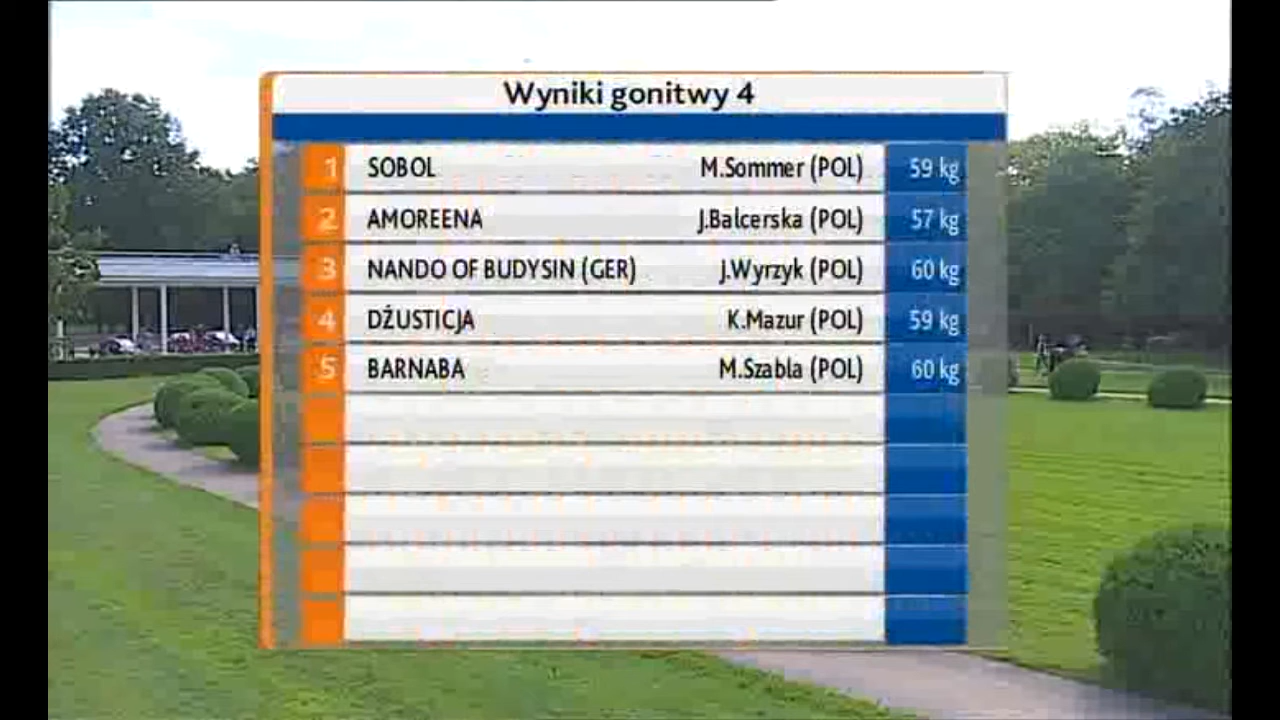 Wyniki gonitwy 4
1 SOBOL M.Sommer (POL) 59 kg
2 AMOREENA J.Balcerska (POL) 57 kg
3 NANDO OF BUDYSIN (GER) J.Wyrzyk (POL) 60 kg
4 DŻUSTICJA K.Mazur (POL) 59 kg
5 BARNABA M.Szabla (POL) 60 kg